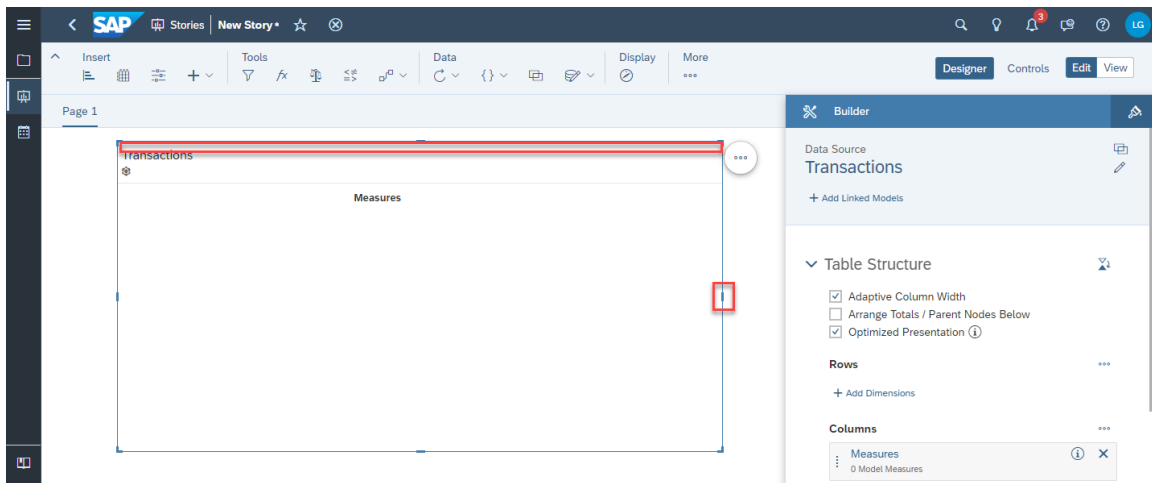 SAP Stories New Story • 3 LG
Insert Tools Data Display More
fx {} Designer Controls Edit View
Page 1
Builder
Transactions
Measures
Data Source
Transactions
+ Add Linked Models
Table Structure
Adaptive Column Width
Arrange Totals / Parent Nodes Below
Optimized Presentation
Rows
+ Add Dimensions
Columns
Measures
0 Model Measures